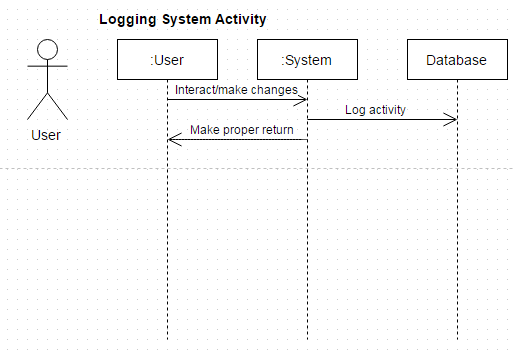 Logging System Activity
:User
:System
Database
Interact/make changes
Log activity
Make proper return
User